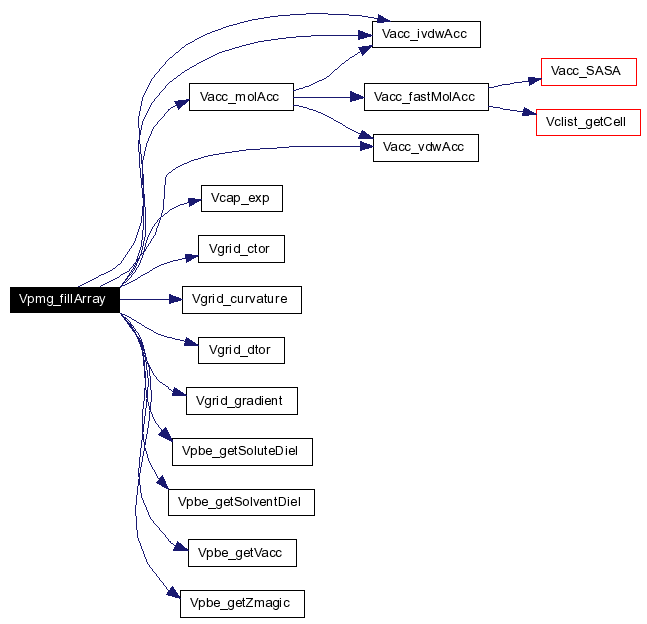 Vacc_ivdwAcc
Vacc_SASA
Vacc_molAcc
Vacc_fastMolAcc
Vclist_getCell
Vacc_vdwAcc
Vcap_exp
Vgrid_ctor
Vpmg_fillArray
Vgrid_curvature
Vgrid_dtor
Vgrid_gradient
Vpbe_getSoluteDiel
Vpbe_getSolventDiel
Vpbe_getVacc
Vpbe_getZmagic